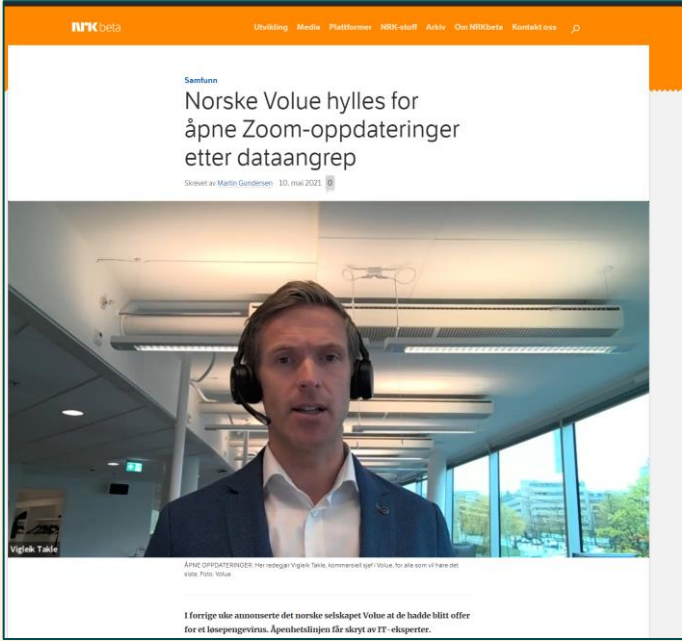 NRK beta
Utvikling Media Plattformer NRK-stoff Arkiv Om NRKbeta Kontakt oss
Samfunn
Norske Volue hylles for
åpne Zoom-oppdateringer
etter dataangrep
Skrevet av Martin Gundersen 10. mai 2021 0
Vigleik Takle
ÅPNE OPPDATERINGER: Her redegjør Vigleik Takle, kommersiell sjef i Volue, for alle som vil høre det
siste. Foto: Volue
I forrige uke annonserte det norske selskapet Volue at de hadde blitt offer
for et løsepengevirus. Åpenhetslinjen får skryt av IT-eksperter.